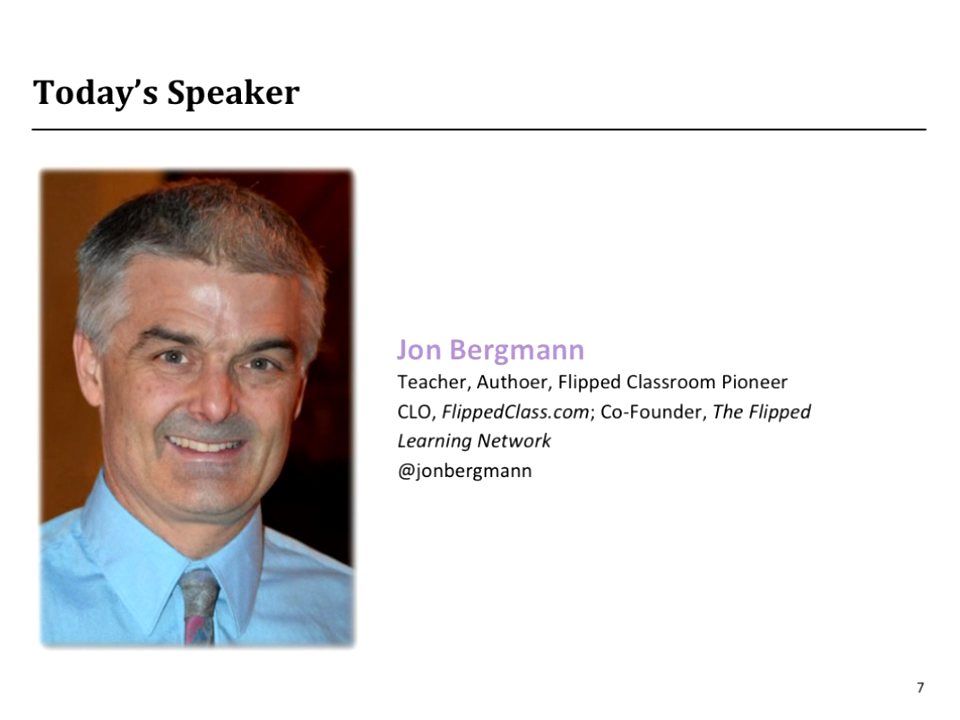 Today’s Speaker
Jon Bergmann
Teacher, Authoer, Flipped Classroom Pioneer
CLO, FlippedClass.com; Co-Founder, The Flipped
Learning Network
@jonbergmann
7